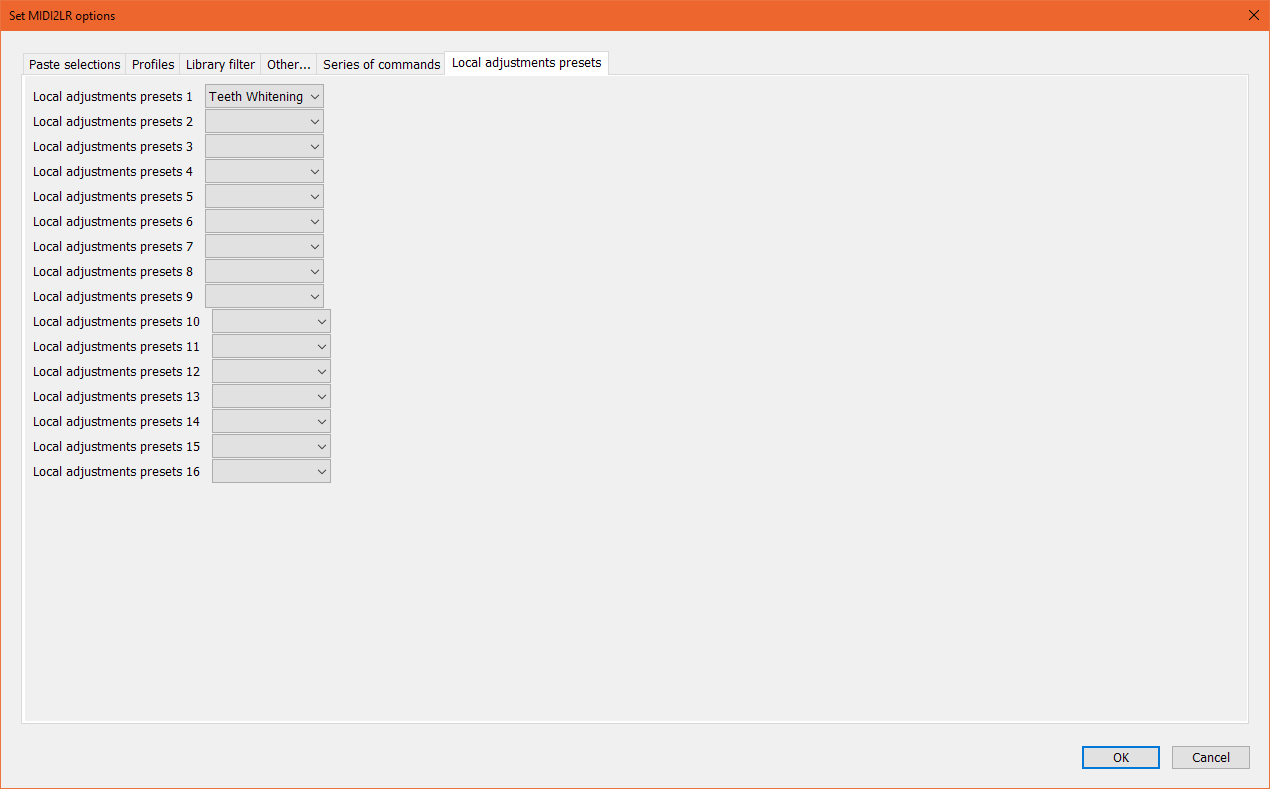 Set MIDI2LR options
Paste selections Profiles Library filter Other... Series of commands Local adjustments presets
Local adjustments presets 1 Teeth Whitening
Local adjustments presets 2
Local adjustments presets 3
Local adjustments presets 4
Local adjustments presets 5
Local adjustments presets 6
Local adjustments presets 7
Local adjustments presets 8
Local adjustments presets 9
Local adjustments presets 10
Local adjustments presets 11
Local adjustments presets 12
Local adjustments presets 13
Local adjustments presets 14
Local adjustments presets 15
Local adjustments presets 16
OK Cancel